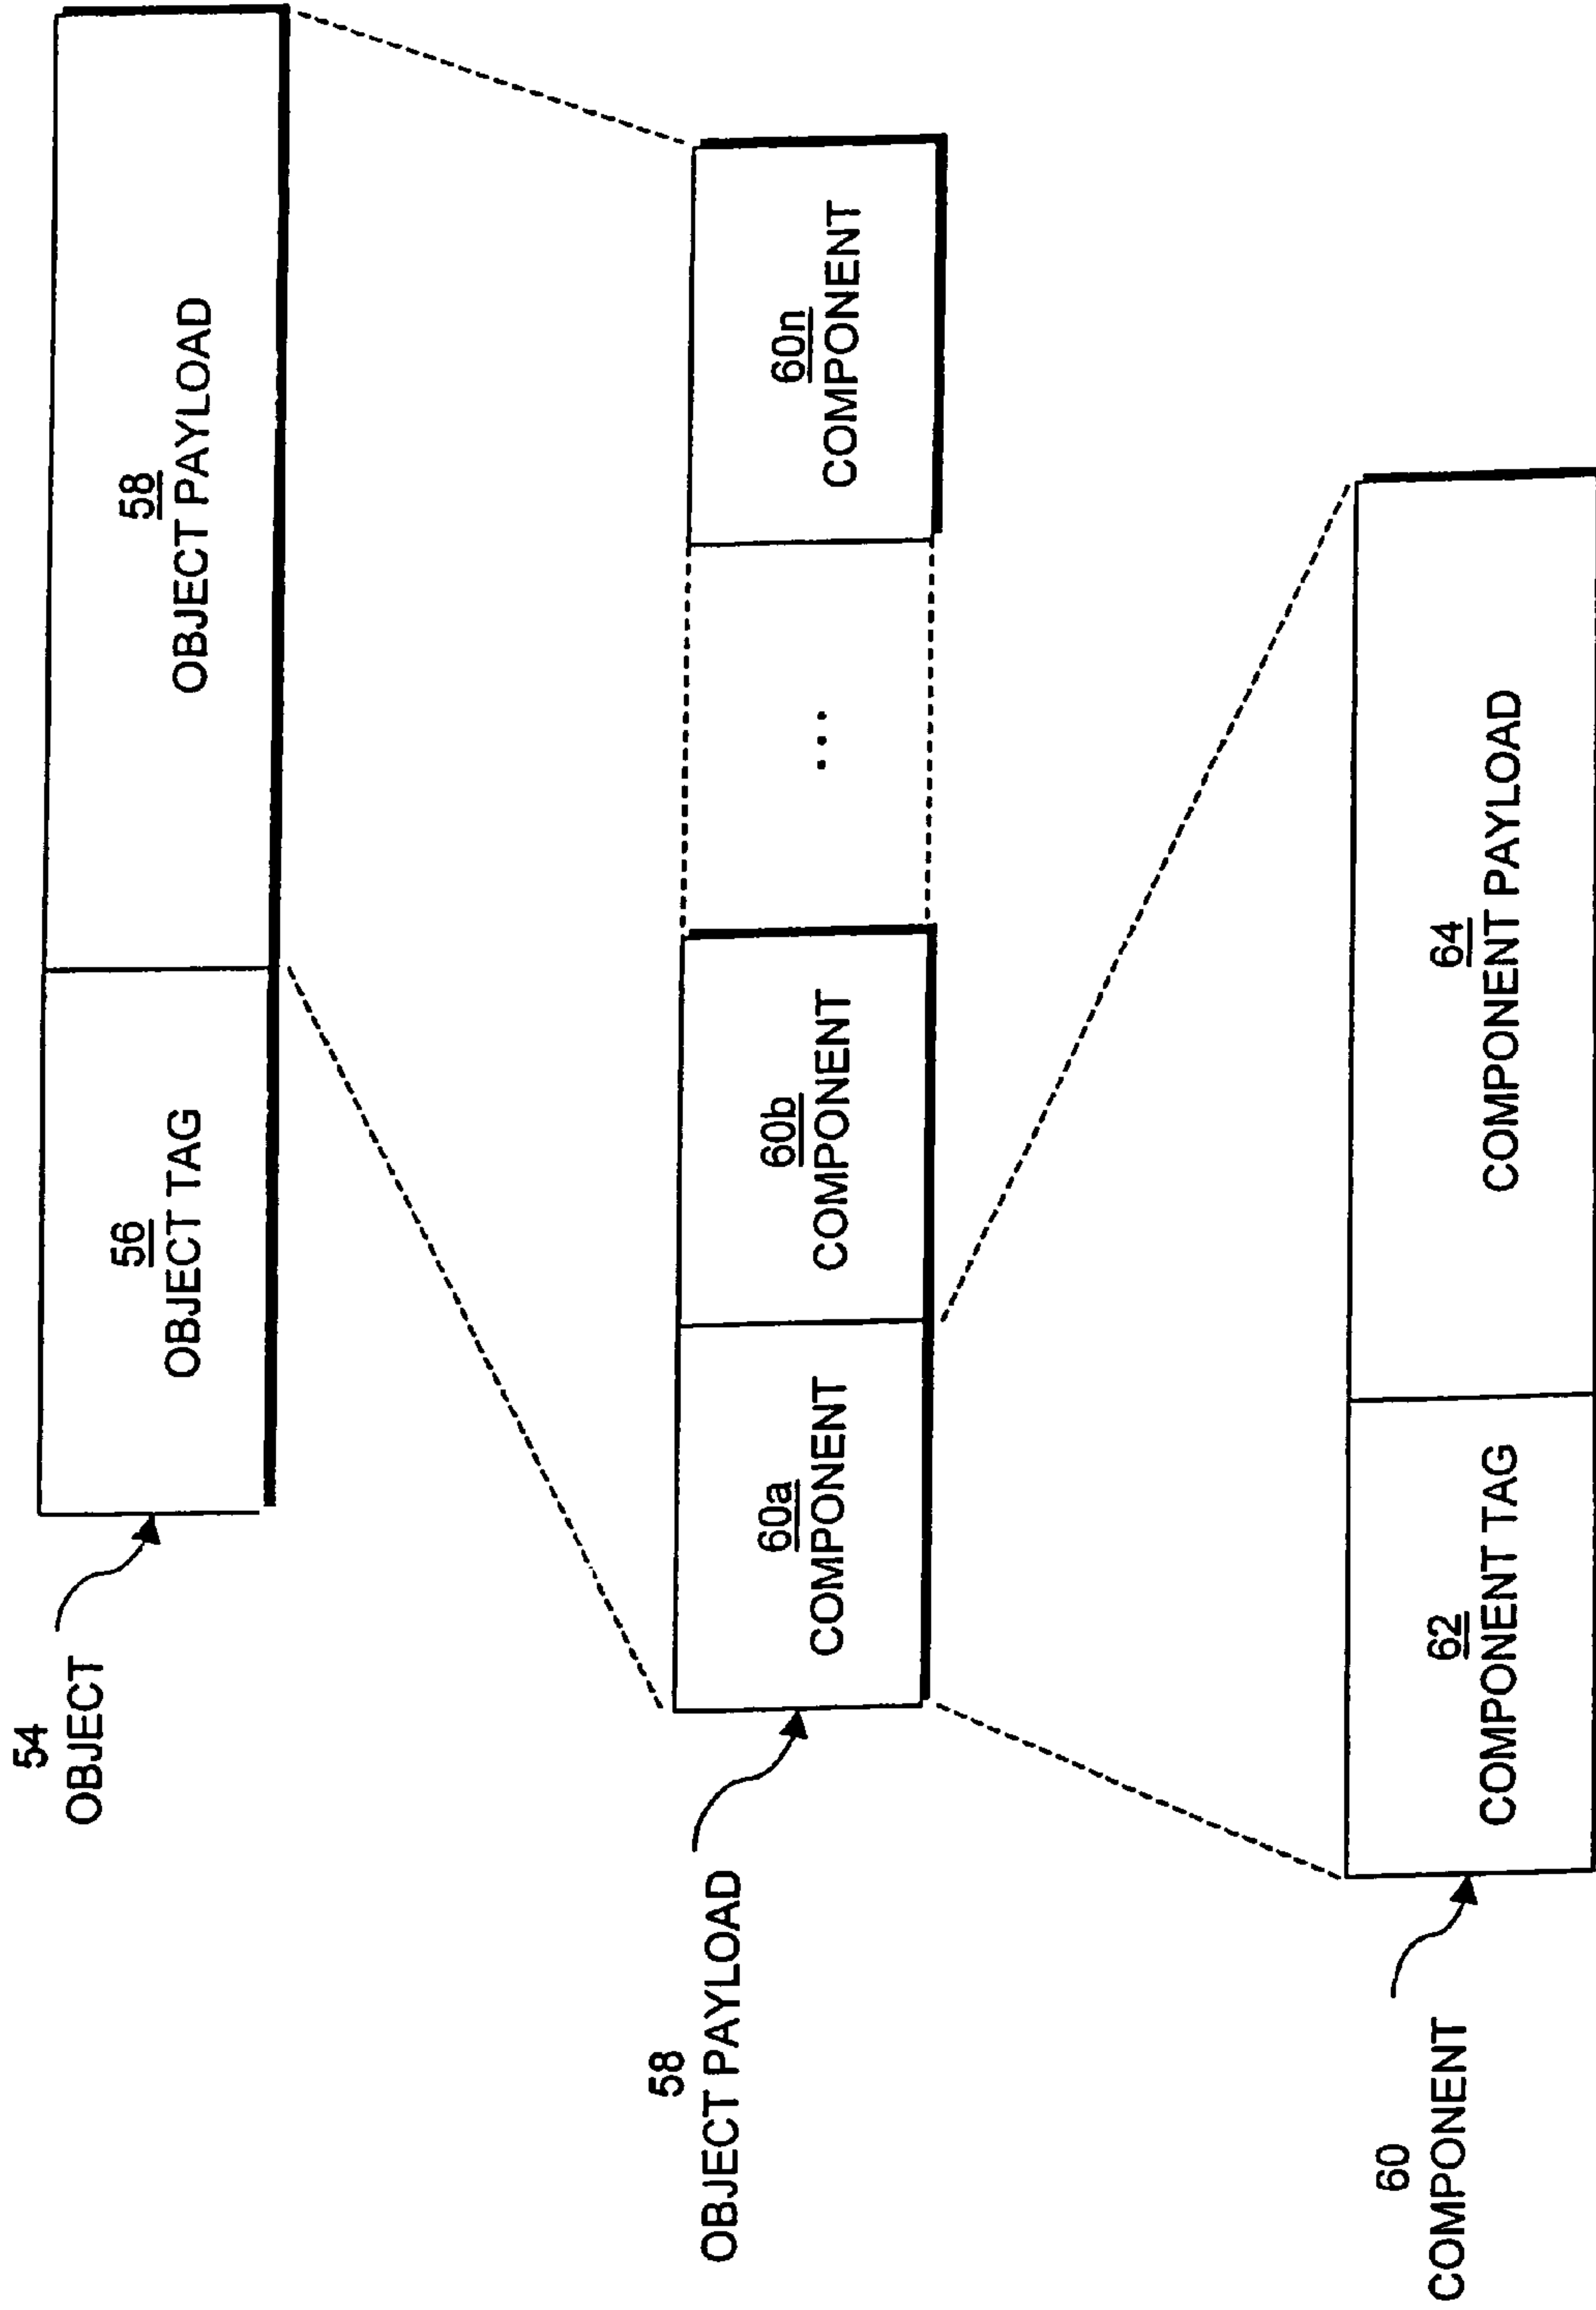 54
OBJECT
56
OBJECT TAG
58
OBJECT PAYLOAD
58
OBJECT PAYLOAD
60a
COMPONENT
60b
COMPONENT
...
60n
COMPONENT
60
COMPONENT
62
COMPONENT TAG
64
COMPONENT PAYLOAD